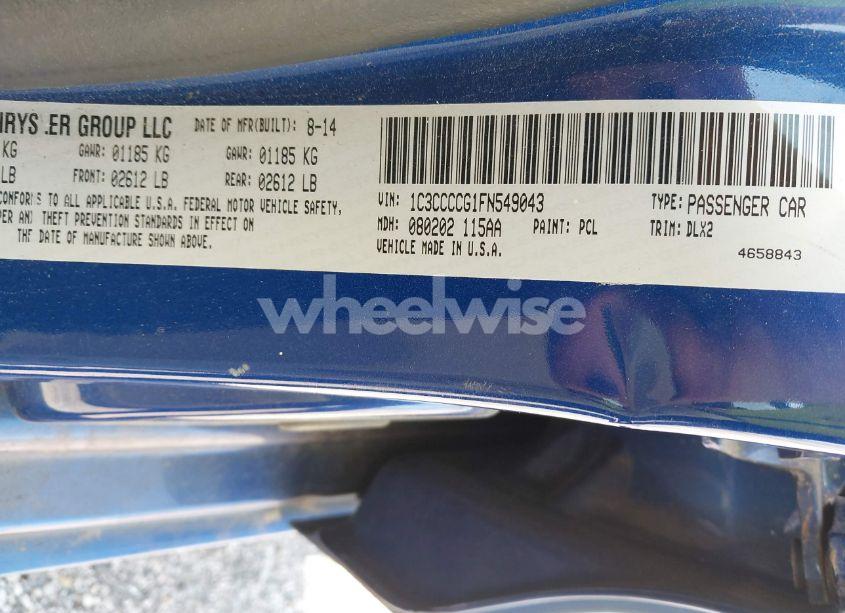 HRYS .ER GROUP LLC DATE OF MFR(BUILT): 8-14
KG GAWR: 01185 KG GAWR: 01185 KG
LB FRONT: 02612 LB REAR: 02612 LB
CONFORMS TO ALL APPLICABLE U.S.A. FEDERAL MOTOR VEHICLE SAFETY,
PER AND THEFT PREVENTION STANDARDS IN EFFECT ON
THE DATE OF MANUFACTURE SHOWN ABOVE.
VIN: 1C3CCCCG1FN549043 TYPE: PASSENGER CAR
MDH: 080202 115AA PAINT: PCL TRIM: DLX2
VEHICLE MADE IN U.S.A. 4658843
wheelwise